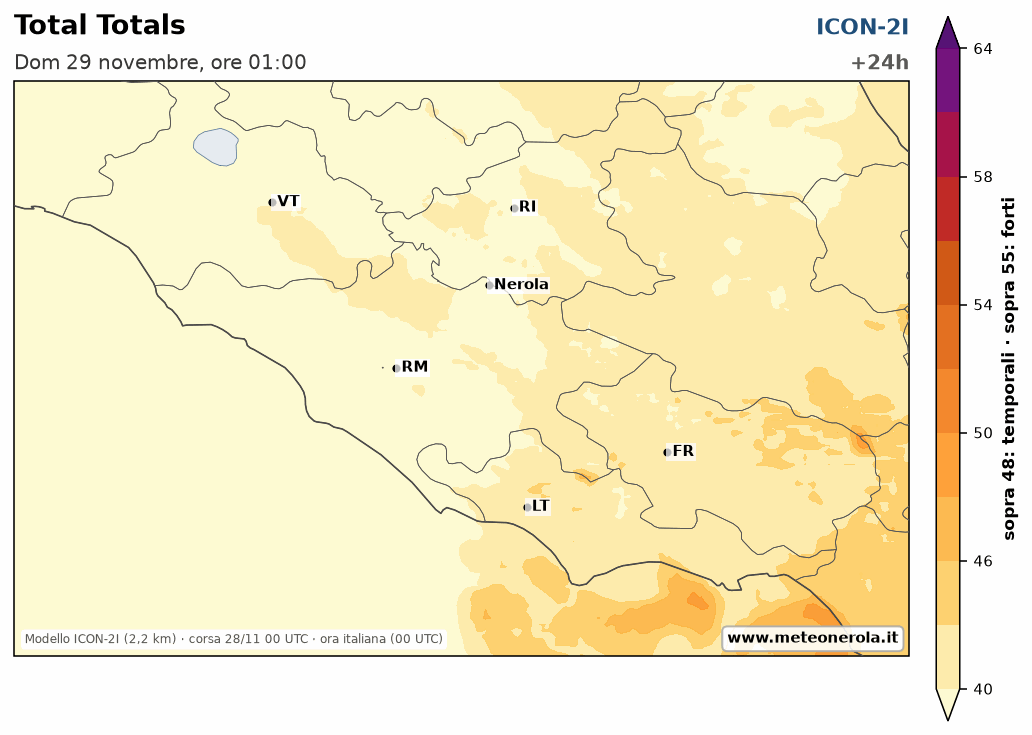 Total Totals
ICON-2I
Dom 29 novembre, ore 01:00
+24h
VT
RI
Nerola
RM
FR
LT
Modello ICON-2I (2,2 km) · corsa 28/11 00 UTC · ora italiana (00 UTC)
www.meteonerola.it
64
58
54
50
46
40
sopra 48: temporali · sopra 55: forti